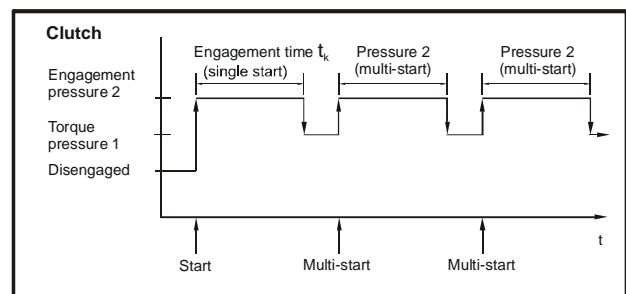 Clutch
Engagement time tk
(single start)
Pressure 2
(multi-start)
Pressure 2
(multi-start)
Engagement
pressure 2
Torque
pressure 1
Disengaged
t
Start
Multi-start
Multi-start